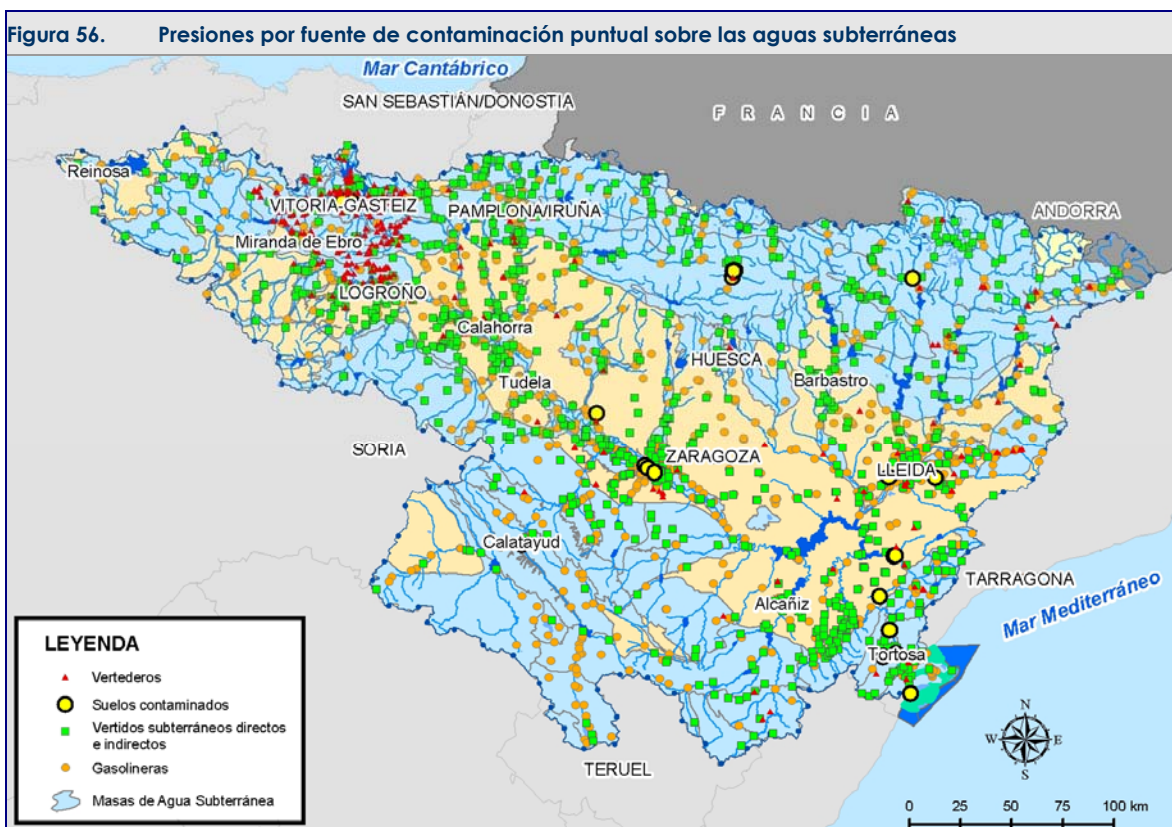 Figura 56. Presiones por fuente de contaminación puntual sobre las aguas subterráneas
Mar Cantábrico
SAN SEBASTIÁN/DONOSTIA
F R A N C I A
Reinosa
VITORIA-GASTEIZ
PAMPLONA/IRUÑA
ANDORRA
Miranda de Ebro
LOGROÑO
Calahorra
HUESCA
Tudela
Barbastro
SORIA
ZARAGOZA
LLEIDA
Calatayud
TARRAGONA
Alcañiz
Mar Mediterráneo
Tortosa
TERUEL
LEYENDA
Vertederos
Suelos contaminados
Vertidos subterráneos directos
e indirectos
Gasolineras
Masas de Agua Subterránea
N
W E
S
0 25 50 75 100 km